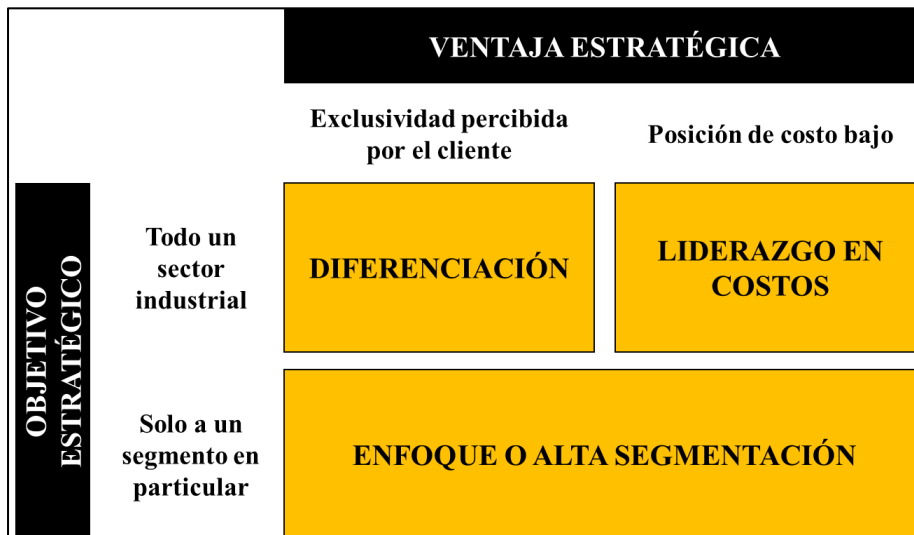 VENTAJA ESTRATÉGICA
Exclusividad percibida
por el cliente
Posición de costo bajo
OBJETIVO
ESTRATÉGICO
Todo un
sector
industrial
DIFERENCIACIÓN
LIDERAZGO EN
COSTOS
Solo a un
segmento en
particular
ENFOQUE O ALTA SEGMENTACIÓN